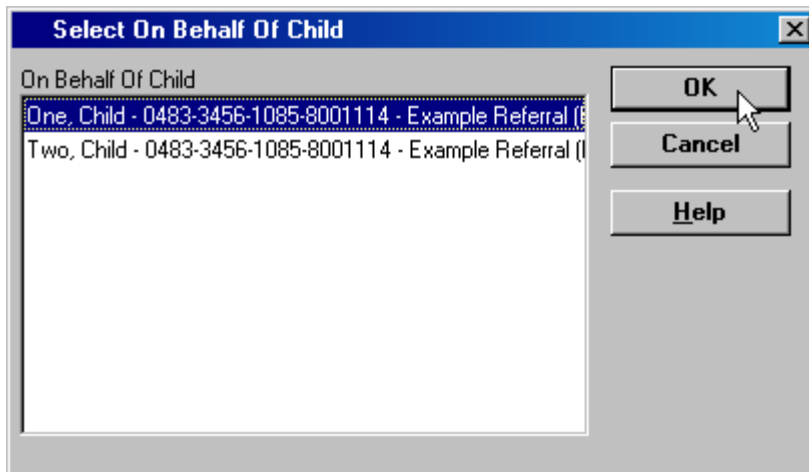 Select On Behalf Of Child
On Behalf Of Child
One, Child - 0483-3456-1085-8001114 - Example Referral (
Two, Child - 0483-3456-1085-8001114 - Example Referral (
OK
Cancel
Help